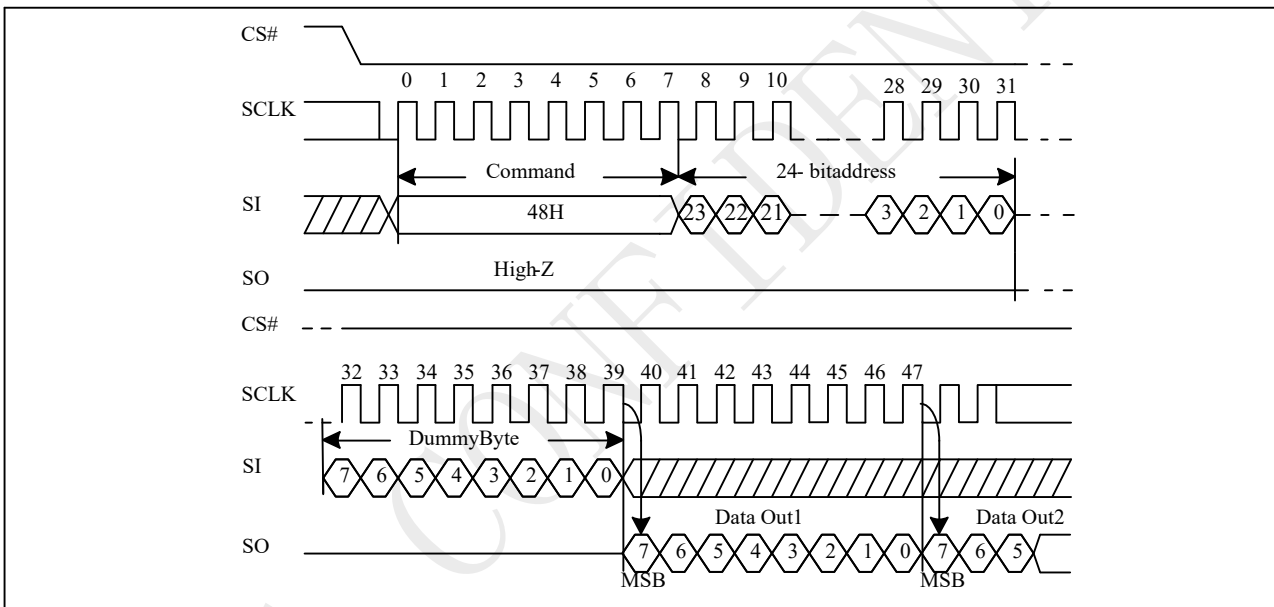 CS#
0 1 2 3 4 5 6 7 8 9 10 28 29 30 31
SCLK
Command 24- bitaddress
SI 48H 23 22 21 3 2 1 0
SO High-Z
CS#
32 33 34 35 36 37 38 39 40 41 42 43 44 45 46 47
SCLK
DummyByte
SI 7 6 5 4 3 2 1 0
Data Out1 Data Out2
SO 7 6 5 4 3 2 1 0 7 6 5
MSB MSB
CONFIDEN